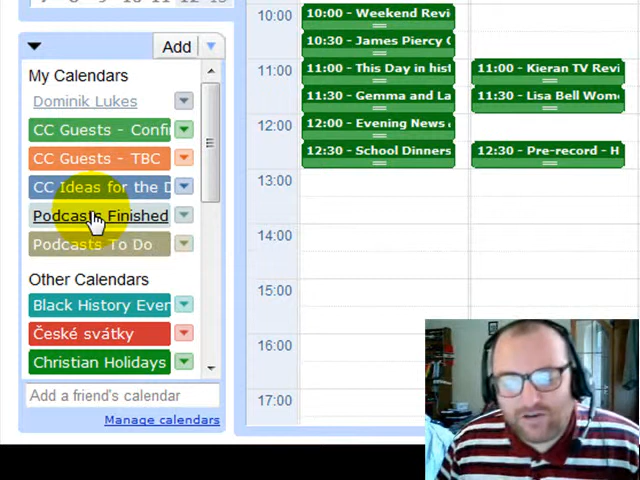 Add
My Calendars
Dominik Lukes
CC Guests - Confi
CC Guests - TBC
CC Ideas for the D
Podcasts Finished
Podcasts To Do
Other Calendars
Black History Ever
České svátky
Christian Holidays
Add a friend's calendar
Manage calendars
10:00
10:00 - Weekend Revi
10:30 - James Piercy
11:00
11:00 - This Day in hist
11:00 - Kieran TV Revi
11:30 - Gemma and La
11:30 - Lisa Bell Wom
12:00
12:00 - Evening News
12:30 - School Dinners
12:30 - Pre-record - H
13:00
14:00
15:00
16:00
17:00